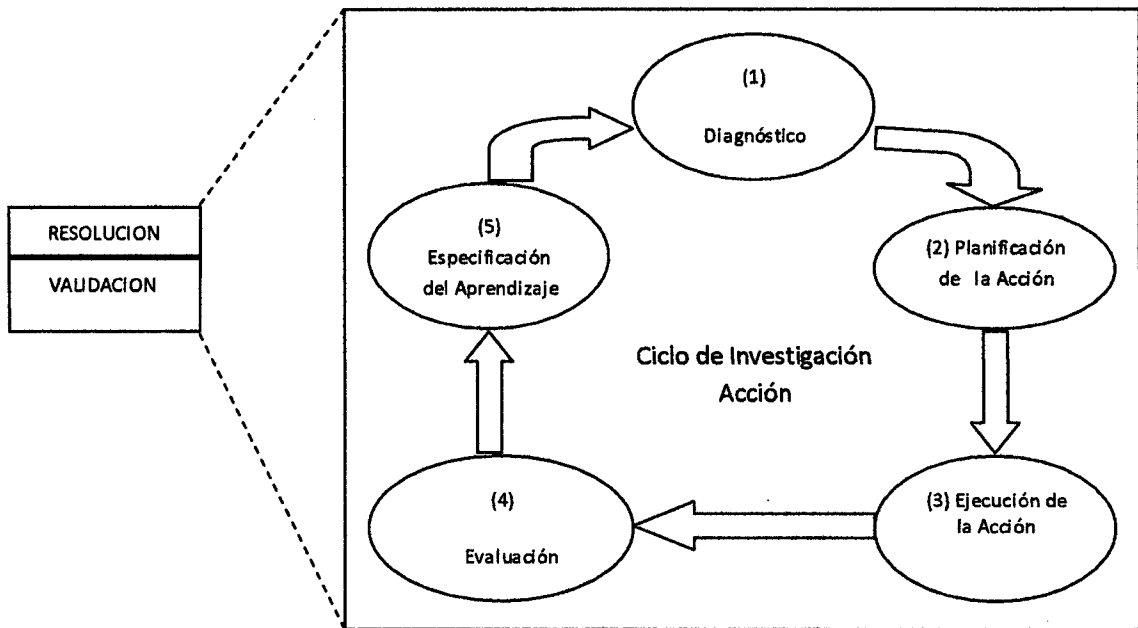 RESOLUCION
VALIDACION
(1)
Diagnóstico
(2) Planificación
de la Acción
(3) Ejecución de
la Acción
(4)
Evaluación
(5)
Especificación
del Aprendizaje
Ciclo de Investigación
Acción